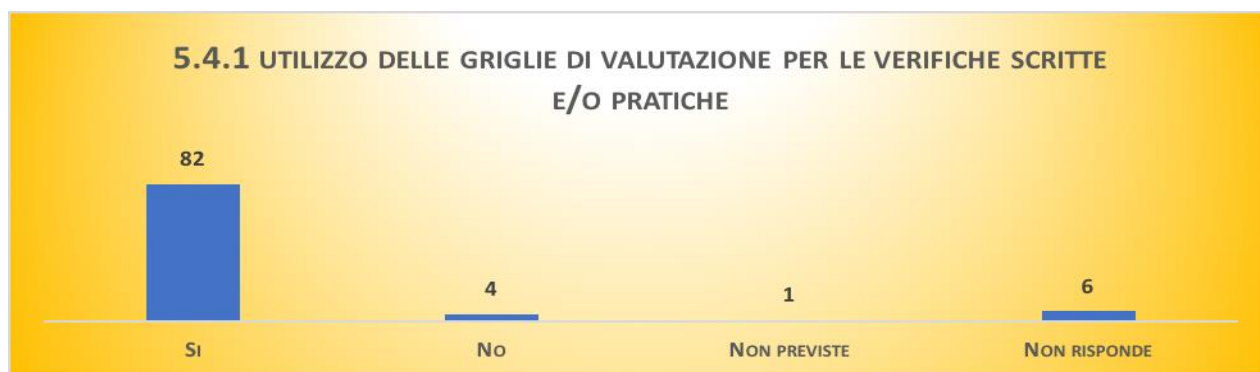 5.4.1 UTILIZZO DELLE GRIGLIE DI VALUTAZIONE PER LE VERIFICHE SCRITTE
E/O PRATICHE
82
4
1
6
SI
NO
NON PREVISTE
NON RISPONDE